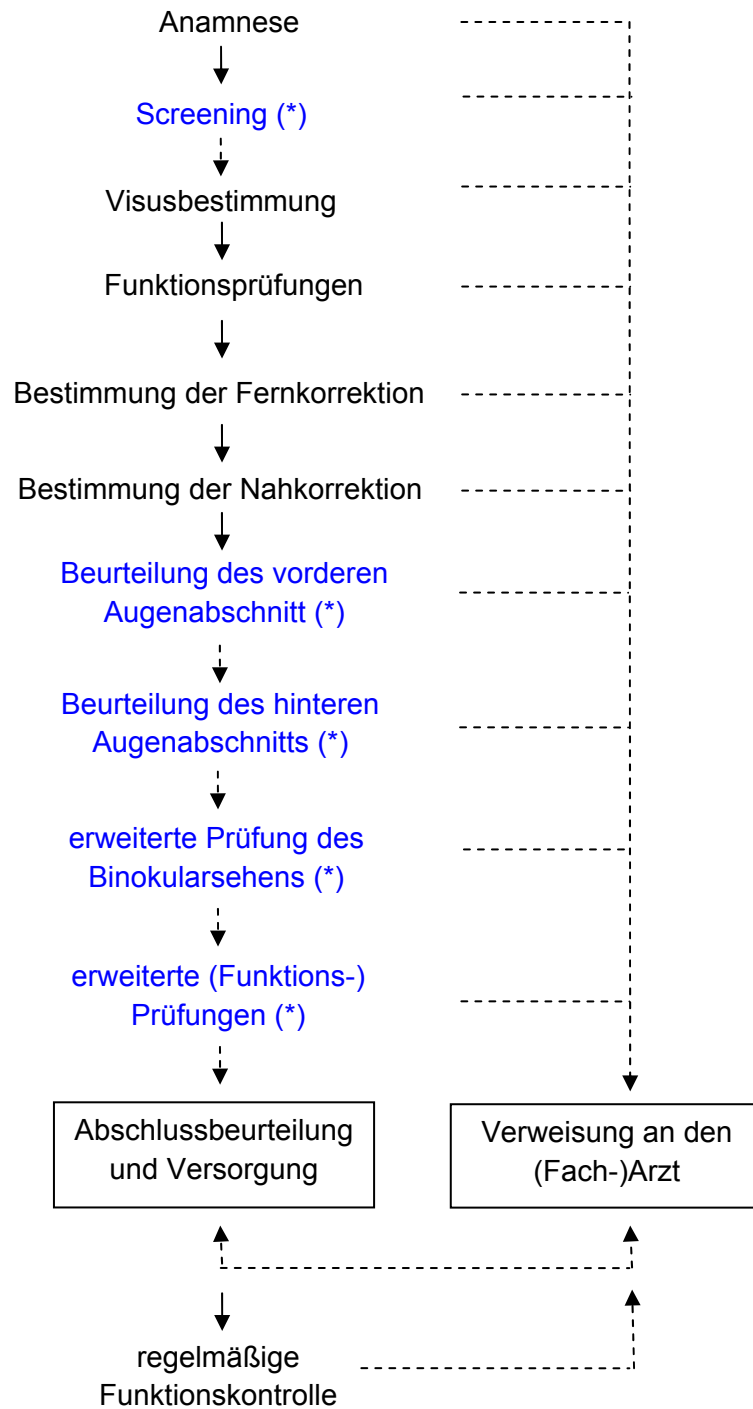 Anamnese
Screening (*)
Visusbestimmung
Funktionsprüfungen
Bestimmung der Fernkorrektion
Bestimmung der Nahkorrektion
Beurteilung des vorderen
Augenabschnitt (*)
Beurteilung des hinteren
Augenabschnitts (*)
erweiterte Prüfung des
Binokularsehens (*)
erweiterte (Funktions-)
Prüfungen (*)
Abschlussbeurteilung
und Versorgung
Verweisung an den
(Fach-)Arzt
regelmäßige
Funktionskontrolle